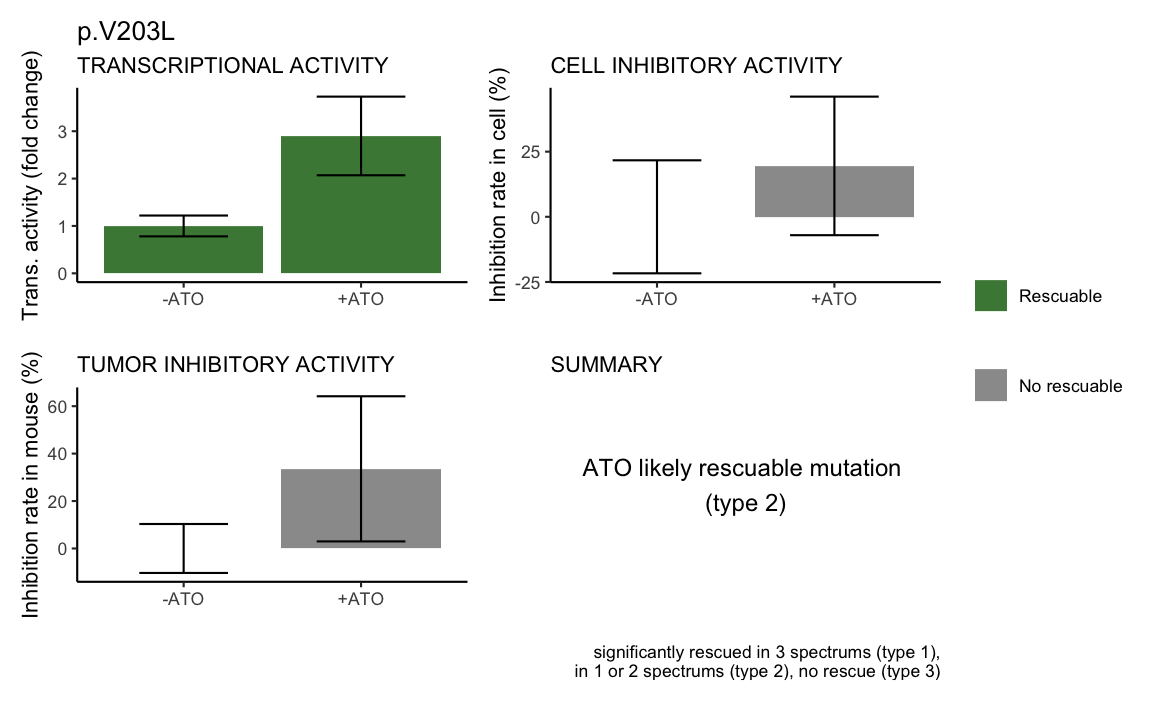 p.V203L
TRANSCRIPTIONAL ACTIVITY
Trans. activity (fold change)
3
2
1
0
-ATO
+ATO
CELL INHIBITORY ACTIVITY
Inhibition rate in cell (%)
25
0
-25
-ATO
+ATO
TUMOR INHIBITORY ACTIVITY
Inhibition rate in mouse (%)
60
40
20
0
-ATO
+ATO
SUMMARY
ATO likely rescuable mutation
(type 2)
significantly rescued in 3 spectrums (type 1),
in 1 or 2 spectrums (type 2), no rescue (type 3)
Rescuable
No rescuable